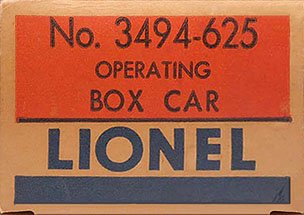 No. 3494-625
OPERATING
BOX CAR
LIONEL